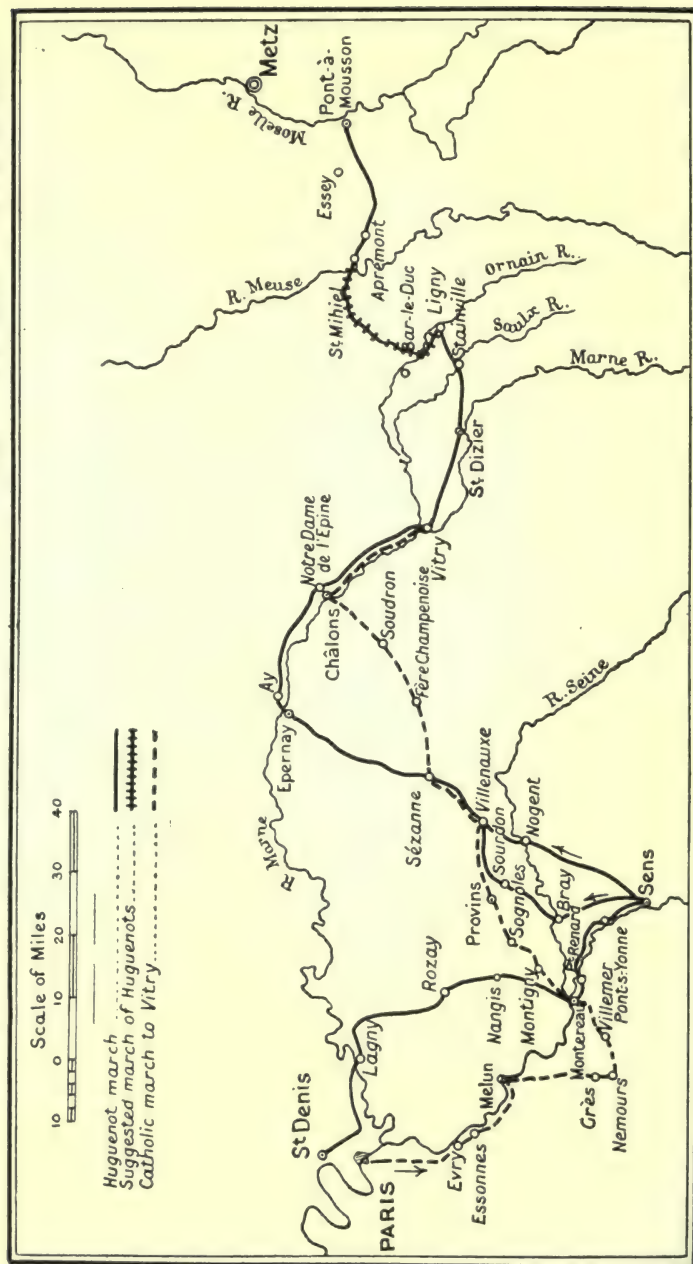 Scale of Miles
10 0 10 20 30 40
Huguenot march
Suggested march of Huguenots
Catholic march to Vitry
Metz
Moselle R.
Pont-à-
Mousson
Essey
Apremont
R. Meuse
St. Mihiel
Bar-le-Duc
Ligny
Stainville
Ornain R.
Saulx R.
Marne R.
St. Dizier
Vitry
Notre Dame
de l'Epine
Châlons
Soudron
Fère Champenoise
Ay
Epernay
R. Marne
Sézanne
Villenauxe
Sourdon
Nogent
R. Seine
Provins
Sognoles
Bray
Sens
Pt. Renard
Pont-s-Yonne
Villemer
Montereau
Montigny
Nangis
Rozay
Lagny
St. Denis
PARIS
Evry
Essonnes
Melun
Grès
Nemours